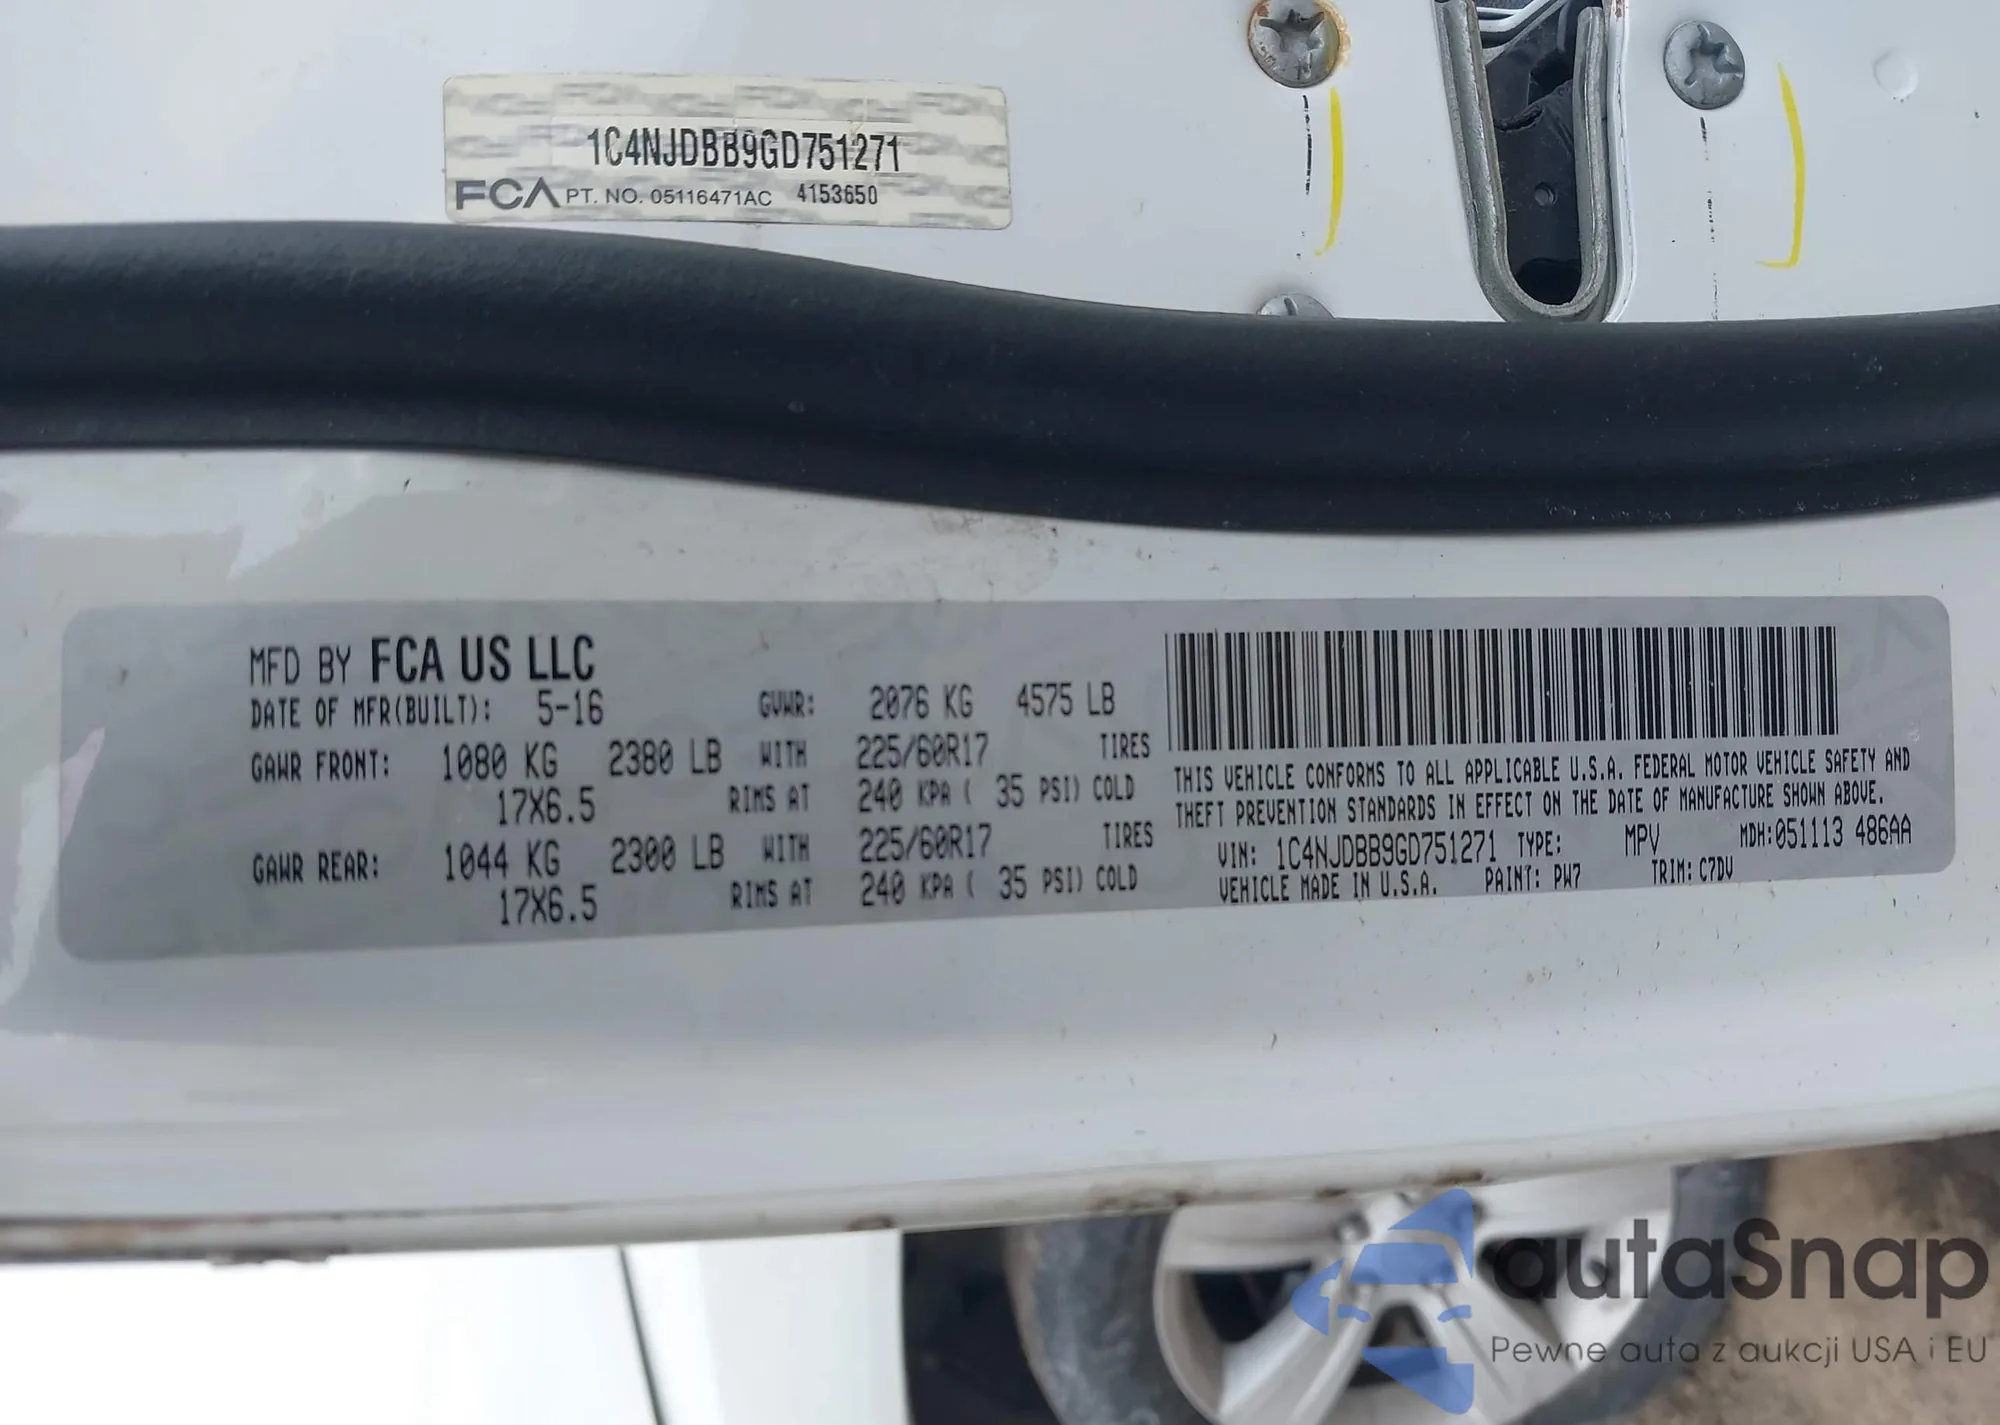 1C4NJDBB9GD751271
FCA PT. NO. 05116471AC 4153650
MFD BY FCA US LLC
DATE OF MFR(BUILT): 5-16 GVWR: 2076 KG 4575 LB
GAWR FRONT: 1080 KG 2380 LB WITH 225/60R17 TIRES
17X6.5 RIMS AT 240 KPA ( 35 PSI) COLD
GAWR REAR: 1044 KG 2300 LB WITH 225/60R17 TIRES
17X6.5 RIMS AT 240 KPA ( 35 PSI) COLD
THIS VEHICLE CONFORMS TO ALL APPLICABLE U.S.A. FEDERAL MOTOR VEHICLE SAFETY AND
THEFT PREVENTION STANDARDS IN EFFECT ON THE DATE OF MANUFACTURE SHOWN ABOVE.
VIN: 1C4NJDBB9GD751271 TYPE: MPV MDH:051113 486AA
VEHICLE MADE IN U.S.A. PAINT: PW7 TRIM: C7DV
autaSnap
Pewne auta z aukcji USA i EU